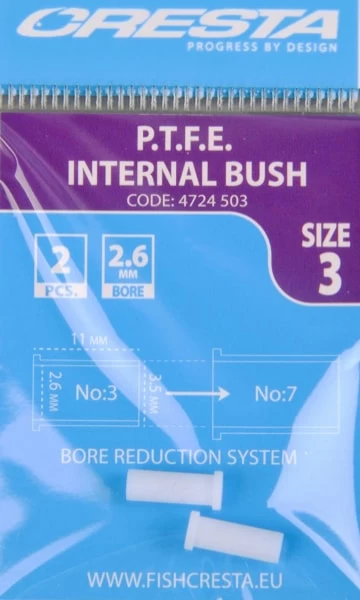 CRESTA
PROGRESS BY DESIGN
P.T.F.E.
INTERNAL BUSH
CODE: 4724 503
SIZE
3
2
PCS.
2.6
MM
BORE
11 MM
2.6 MM
No:3
3.5 MM
No:7
BORE REDUCTION SYSTEM
WWW.FISHCRESTA.EU